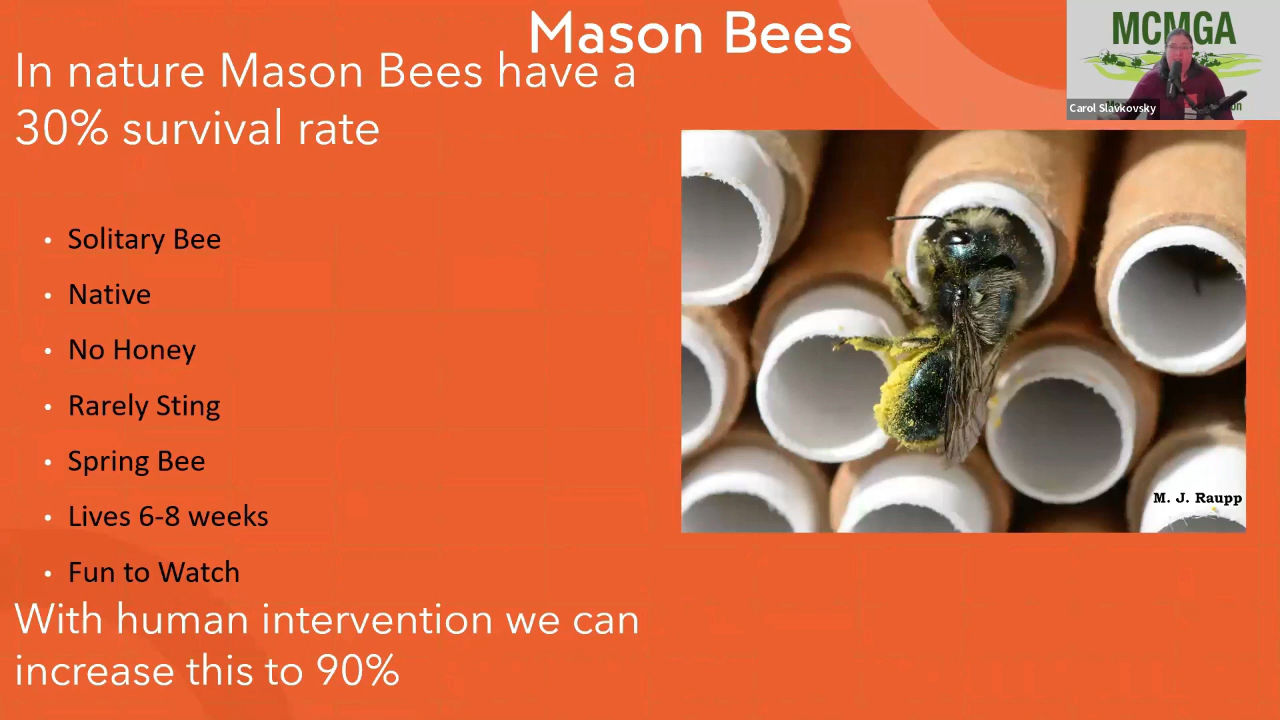 Mason Bees
In nature Mason Bees have a
30% survival rate
• Solitary Bee
• Native
• No Honey
• Rarely Sting
• Spring Bee
• Lives 6-8 weeks
• Fun to Watch
With human intervention we can
increase this to 90%
M. J. Raupp
MCMGA
Carol Slavkovsky